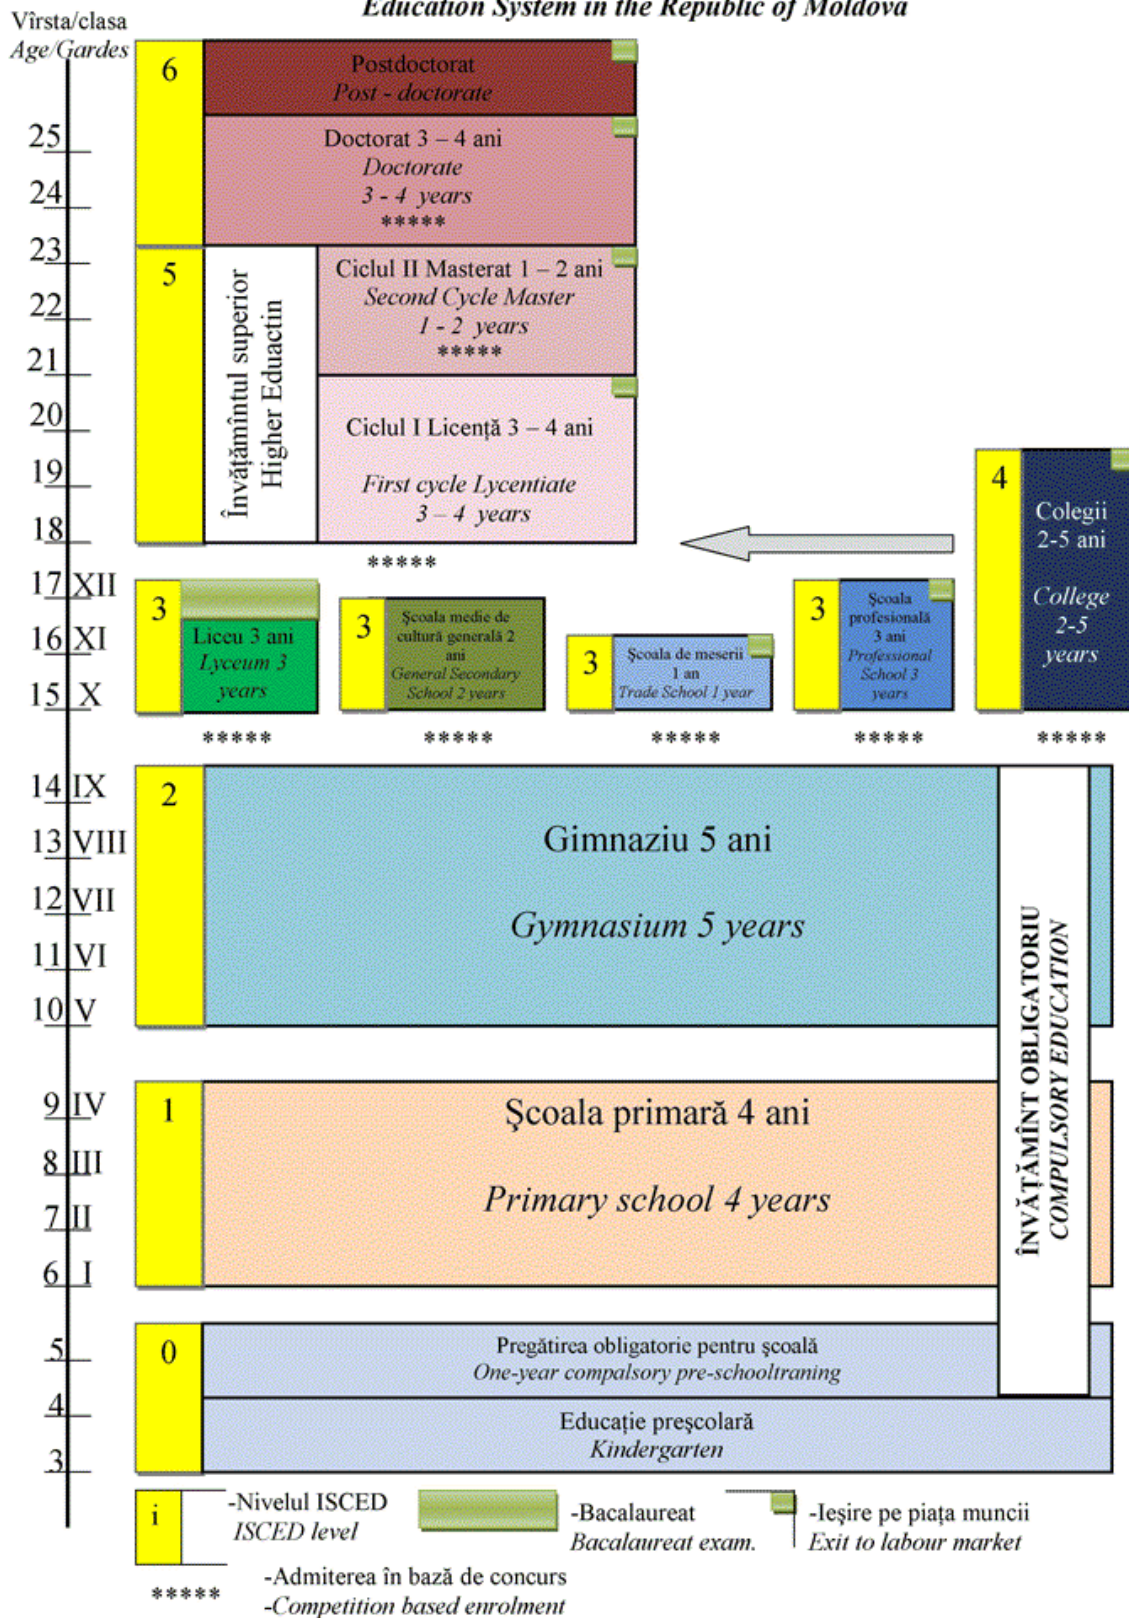 Education System in the Republic of Moldova
Vîrsta/clasa
Age/Gardes
6
Postdoctorat
Post - doctorate
25
24
23
22
21
20
19
18
Doctorat 3 – 4 ani
Doctorate
3 - 4 years
*****
5
Învățămîntul superior
Higher Eduactin
Ciclul II Masterat 1 – 2 ani
Second Cycle Master
1 - 2 years
*****
Ciclul I Licență 3 – 4 ani
First cycle Lycentiate
3 – 4 years
*****
4
Colegii
2-5 ani
College
2-5
years
*****
17 XII
16 XI
15 X
3
Liceu 3 ani
Lyceum 3
years
*****
3
Şcoala medie de
cultură generală 2
ani
General Secondary
School 2 years
*****
3
Şcoala de meserii
1 an
Trade School 1 year
*****
3
Şcoala
profesională
3 ani
Professional
School 3
years
*****
14 IX
13 VIII
12 VII
11 VI
10 V
2
Gimnaziu 5 ani
Gymnasium 5 years
ÎNVĂȚĂMÎNT OBLIGATORIU
COMPULSORY EDUCATION
9 IV
8 III
7 II
6 I
1
Şcoala primară 4 ani
Primary school 4 years
5
4
3
0
Pregătirea obligatorie pentru şcoală
One-year compalsory pre-schooltraning
Educație preşcolară
Kindergarten
i
-Nivelul ISCED
ISCED level
-Bacalaureat
Bacalaureat exam.
-Ieşire pe piața muncii
Exit to labour market
*****
-Admiterea în bază de concurs
-Competition based enrolment